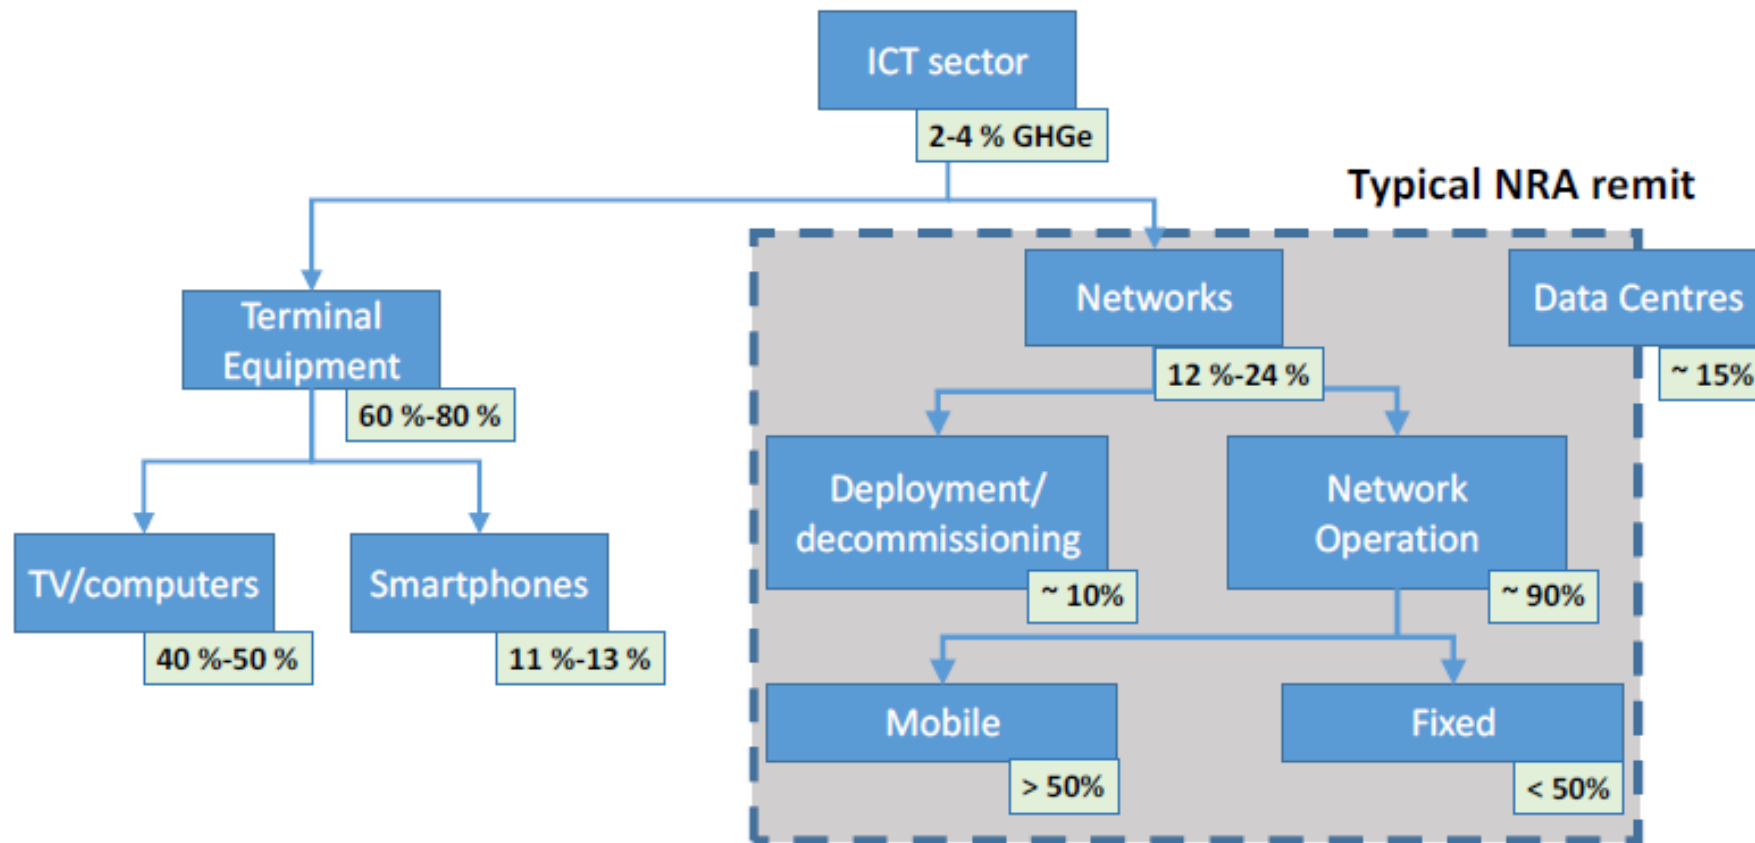 ICT sector
2-4 % GHGe
Typical NRA remit
Networks
Data Centres
Terminal
Equipment
12 %-24 %
~ 15%
60 %-80 %
Deployment/
decommissioning
Network
Operation
TV/computers
Smartphones
~ 10%
~ 90%
40 %-50 %
11 %-13 %
Mobile
Fixed
> 50%
< 50%